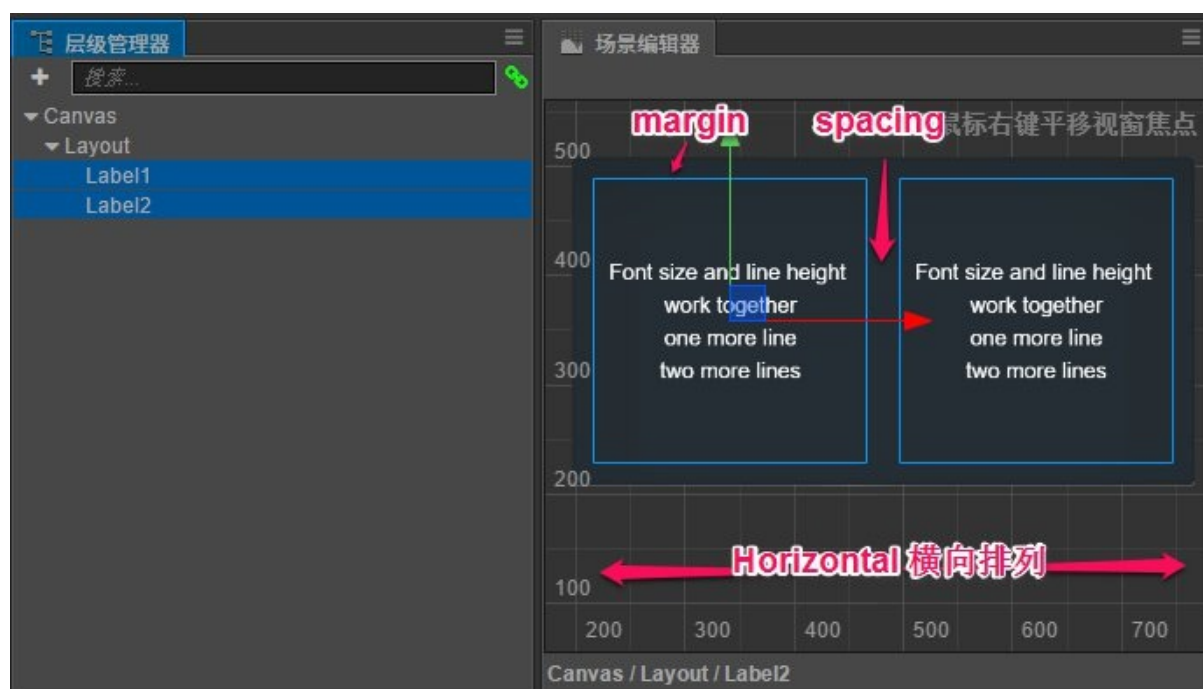 层级管理器
搜索...
Canvas
Layout
Label1
Label2
场景编辑器
margin
spacing
鼠标右键平移视窗焦点
500
400
300
200
100
Font size and line height
work together
one more line
two more lines
Font size and line height
work together
one more line
two more lines
Horizontal 横向排列
200 300 400 500 600 700
Canvas / Layout / Label2